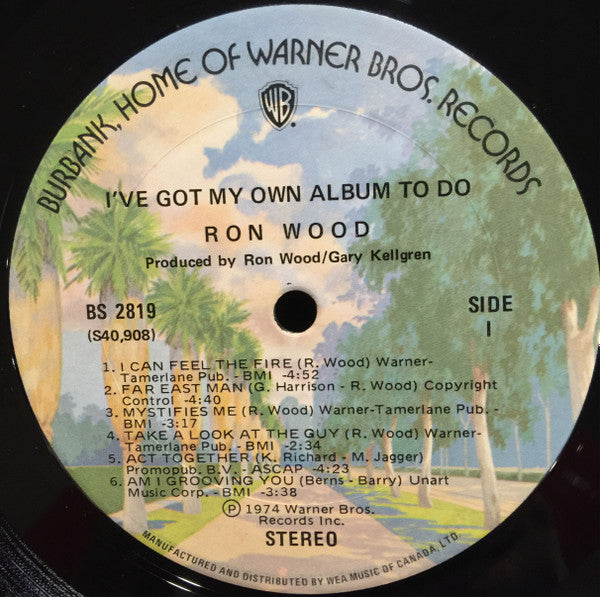 BURBANK, HOME OF WARNER BROS. RECORDS
WB
I'VE GOT MY OWN ALBUM TO DO
RON WOOD
Produced by Ron Wood/Gary Kellgren
BS 2819
(S40,908)
SIDE
I
1. I CAN FEEL THE FIRE (R. Wood) Warner-
Tamerlane Pub. - BMI -4:52
2. FAR EAST MAN (G. Harrison - R. Wood) Copyright
Control -4:40
3. MYSTIFIES ME (R. Wood) Warner-Tamerlane Pub. -
BMI -3:17
4. TAKE A LOOK AT THE GUY (R. Wood) Warner-
Tamerlane Pub. - BMI -2:34
5. ACT TOGETHER (K. Richard - M. Jagger)
Promopub. B.V. - ASCAP -4:23
6. AM I GROOVING YOU (Berns - Barry) Unart
Music Corp. - BMI -3:38
Ⓟ 1974 Warner Bros.
Records Inc.
STEREO
MANUFACTURED AND DISTRIBUTED BY WEA MUSIC OF CANADA, LTD.